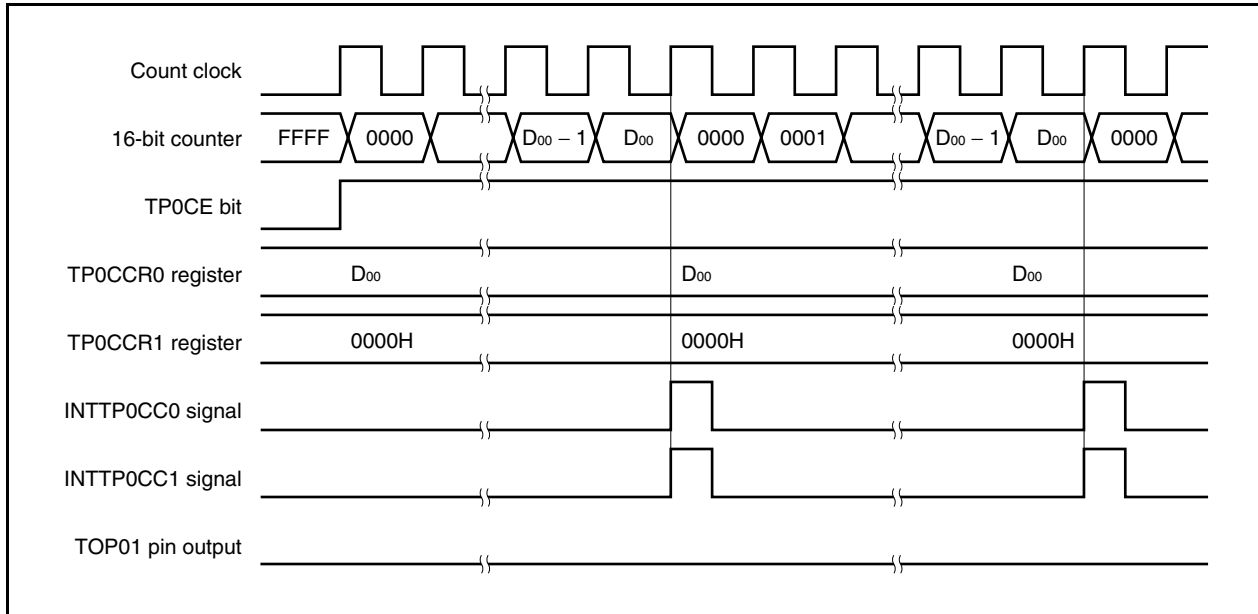 Count clock
16-bit counter FFFF 0000 D00 − 1 D00 0000 0001 D00 − 1 D00 0000
TP0CE bit
TP0CCR0 register D00 D00 D00
TP0CCR1 register 0000H 0000H 0000H
INTTP0CC0 signal
INTTP0CC1 signal
TOP01 pin output